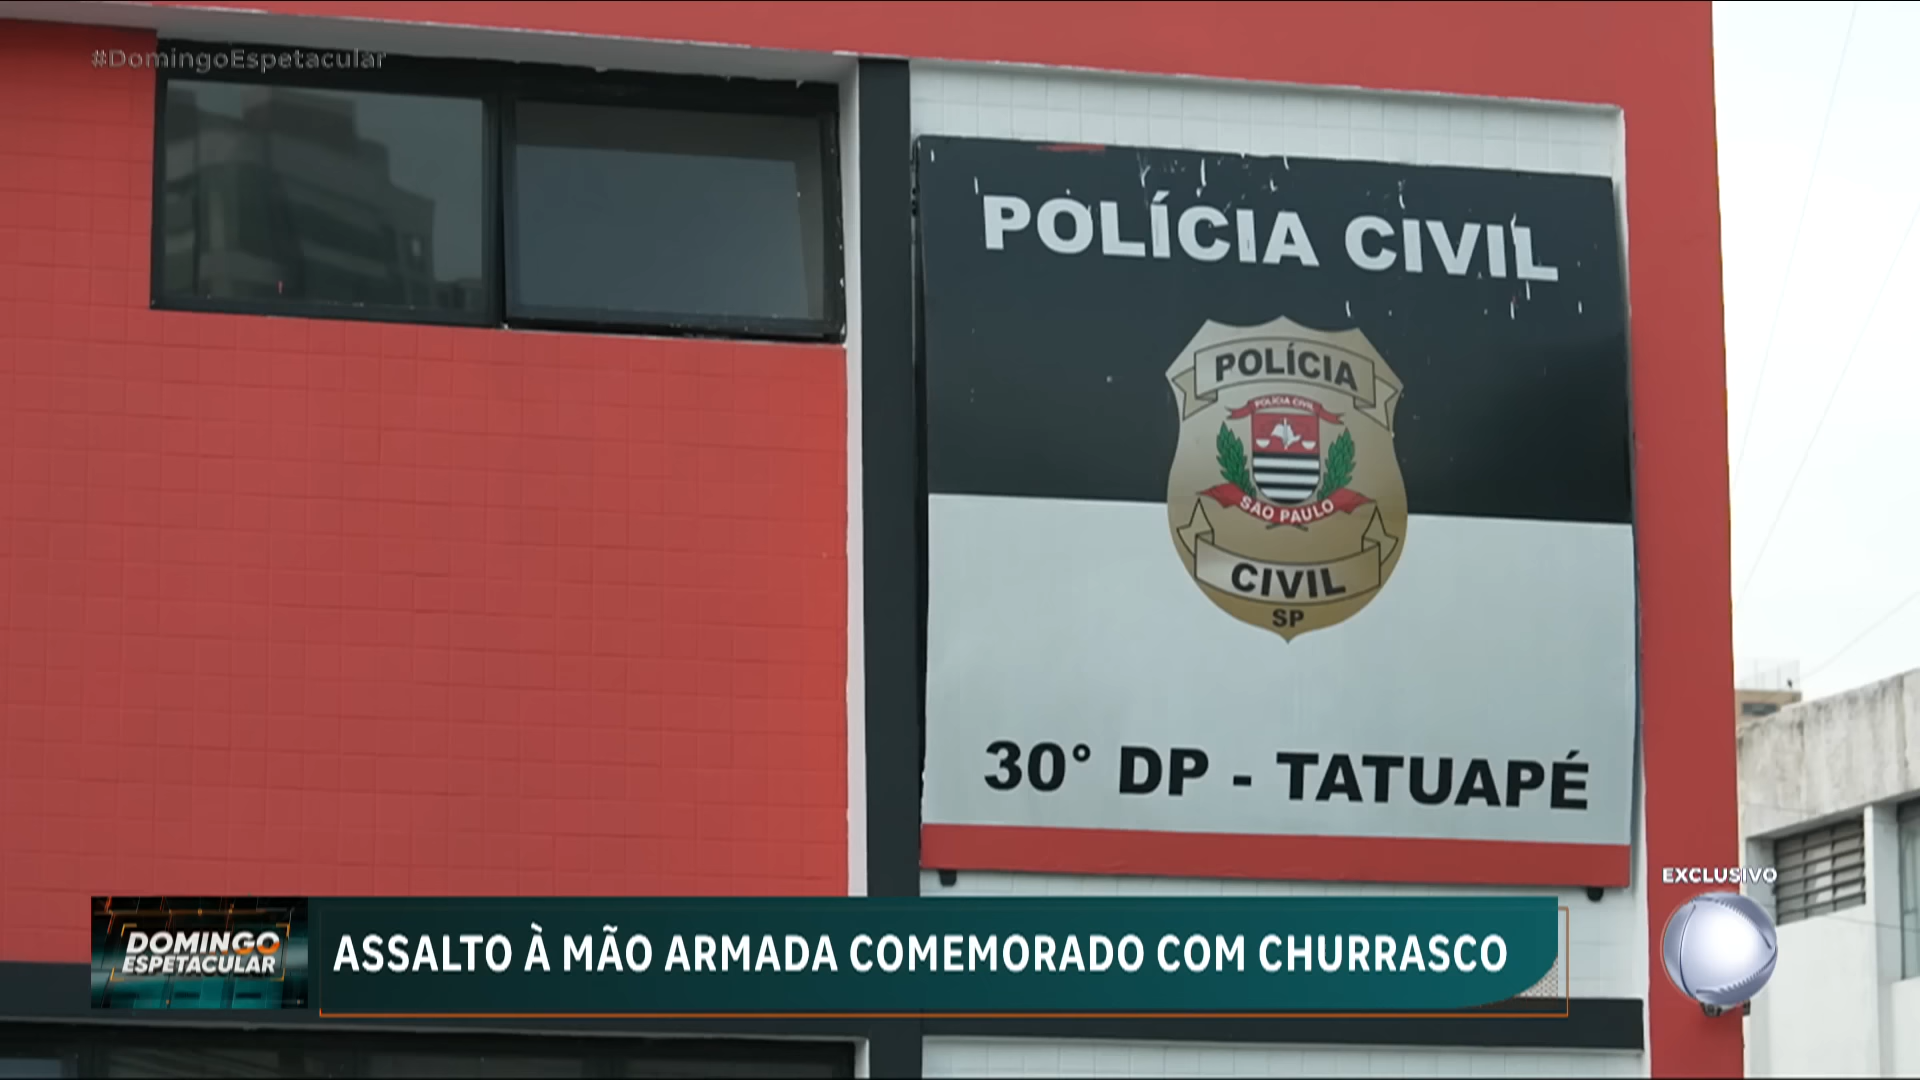 #DomingoEspetacular
POLÍCIA CIVIL
POLÍCIA
POLÍCIA CIVIL
SÃO PAULO
CIVIL
SP
30° DP - TATUAPÉ
EXCLUSIVO
DOMINGO
ESPETACULAR
ASSALTO À MÃO ARMADA COMEMORADO COM CHURRASCO